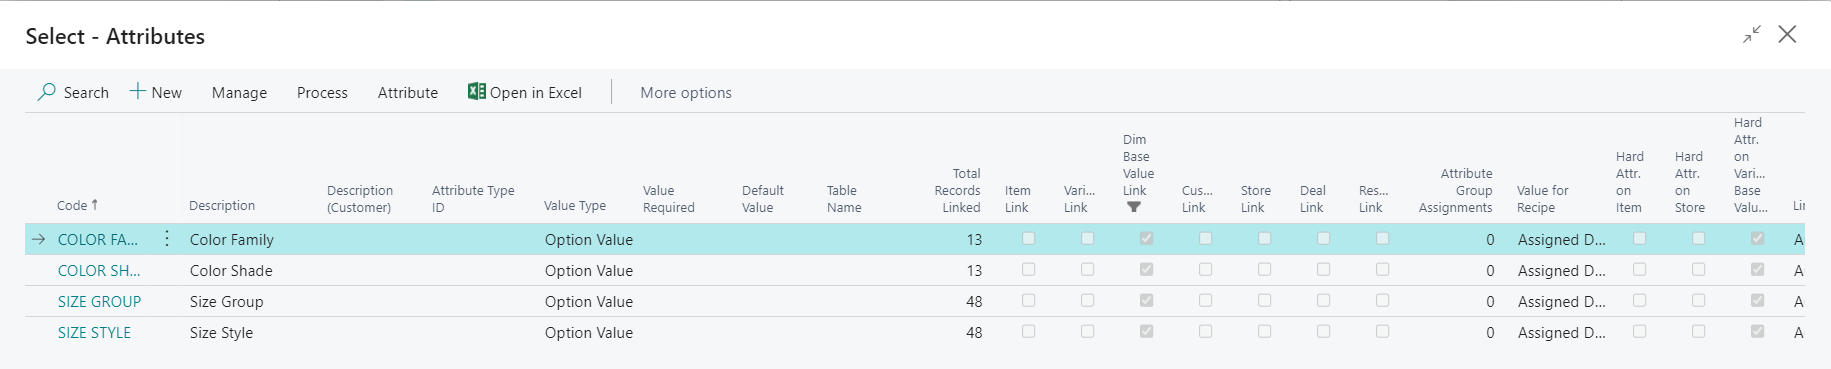 Select - Attributes
Search New Manage Process Attribute Open in Excel More options
Code ↑ Description Description (Customer) Attribute Type ID Value Type Value Required Default Value Table Name Total Records Linked Item Link Vari... Link Dim Base Value Link Cus... Link Store Link Deal Link Res... Link Attribute Group Assignments Value for Recipe Hard Attr. on Item Hard Attr. on Store Hard Attr. on Vari... Base Valu...
COLOR FA... Color Family Option Value 13 0 Assigned D...
COLOR SH... Color Shade Option Value 13 0 Assigned D...
SIZE GROUP Size Group Option Value 48 0 Assigned D...
SIZE STYLE Size Style Option Value 48 0 Assigned D...